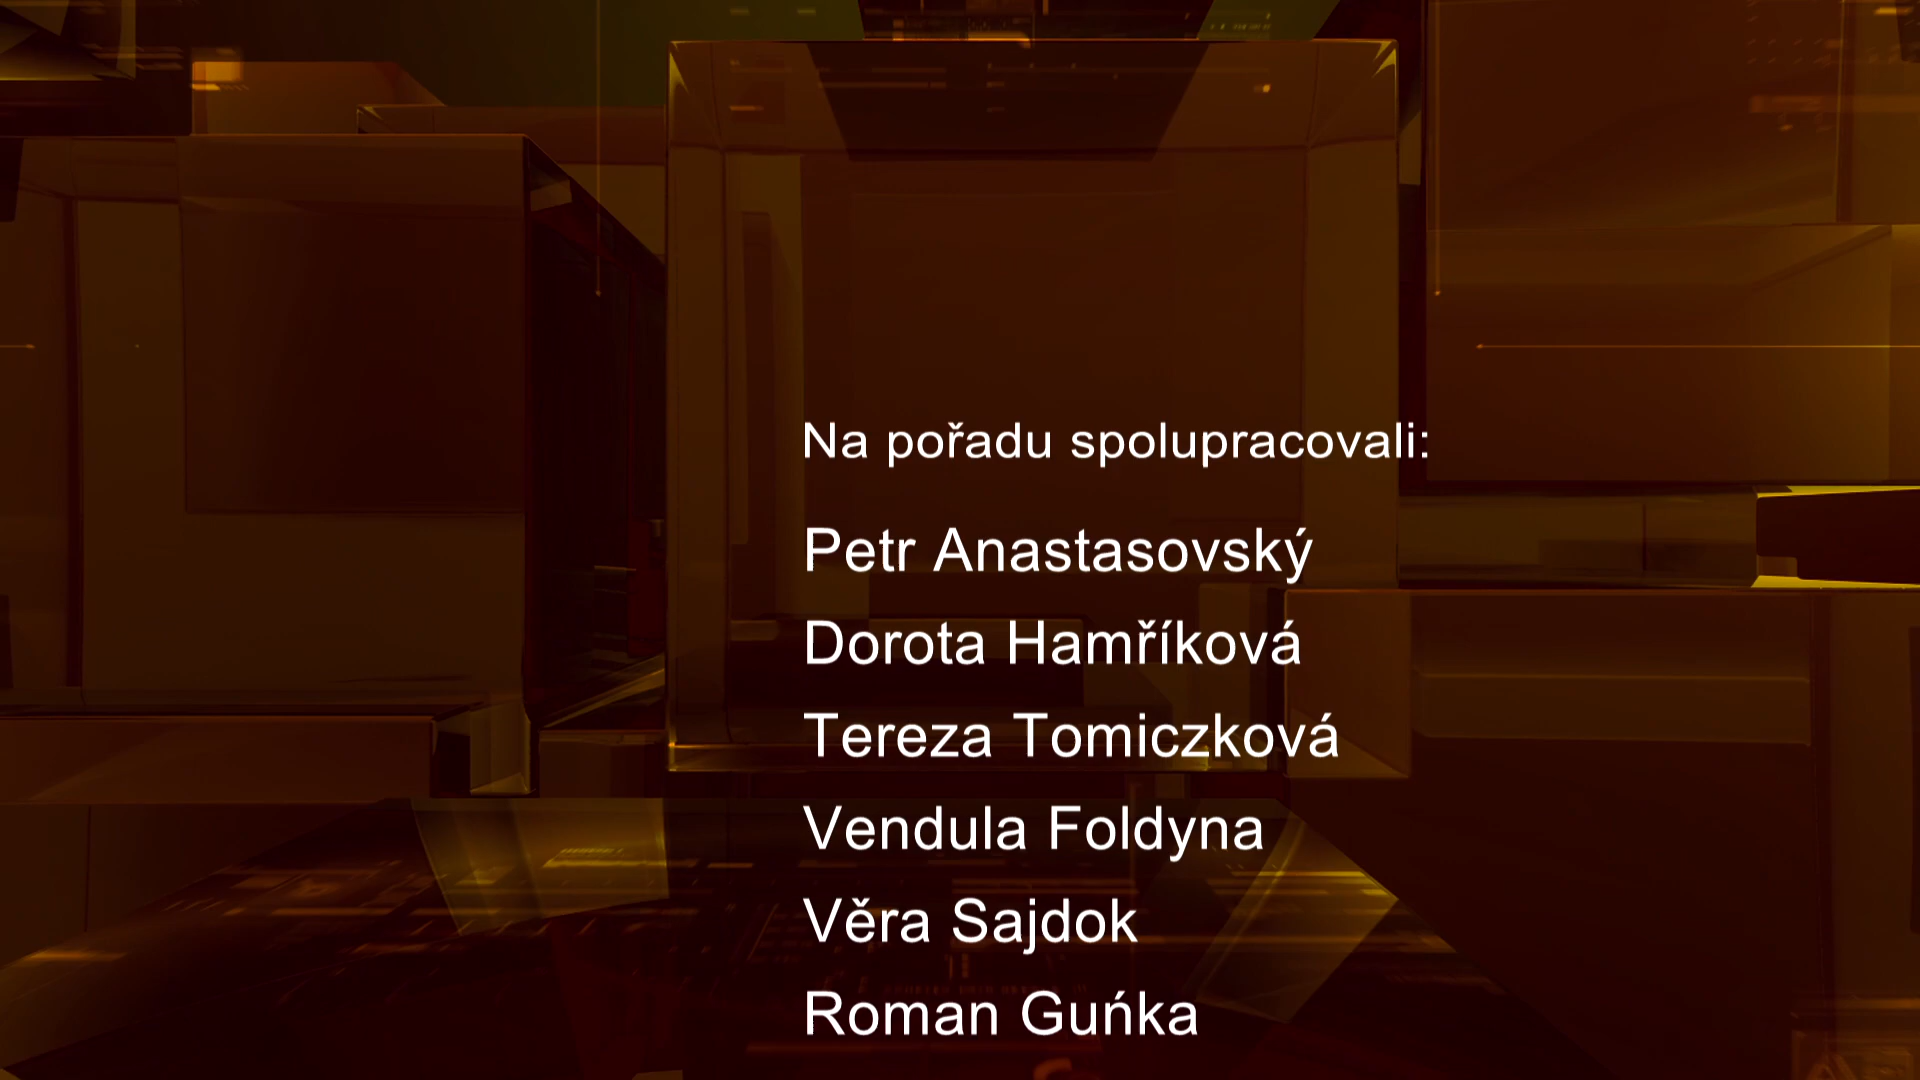 Na pořadu spolupracovali:
Petr Anastasovský
Dorota Hamříková
Tereza Tomiczková
Vendula Foldyna
Věra Sajdok
Roman Guńka